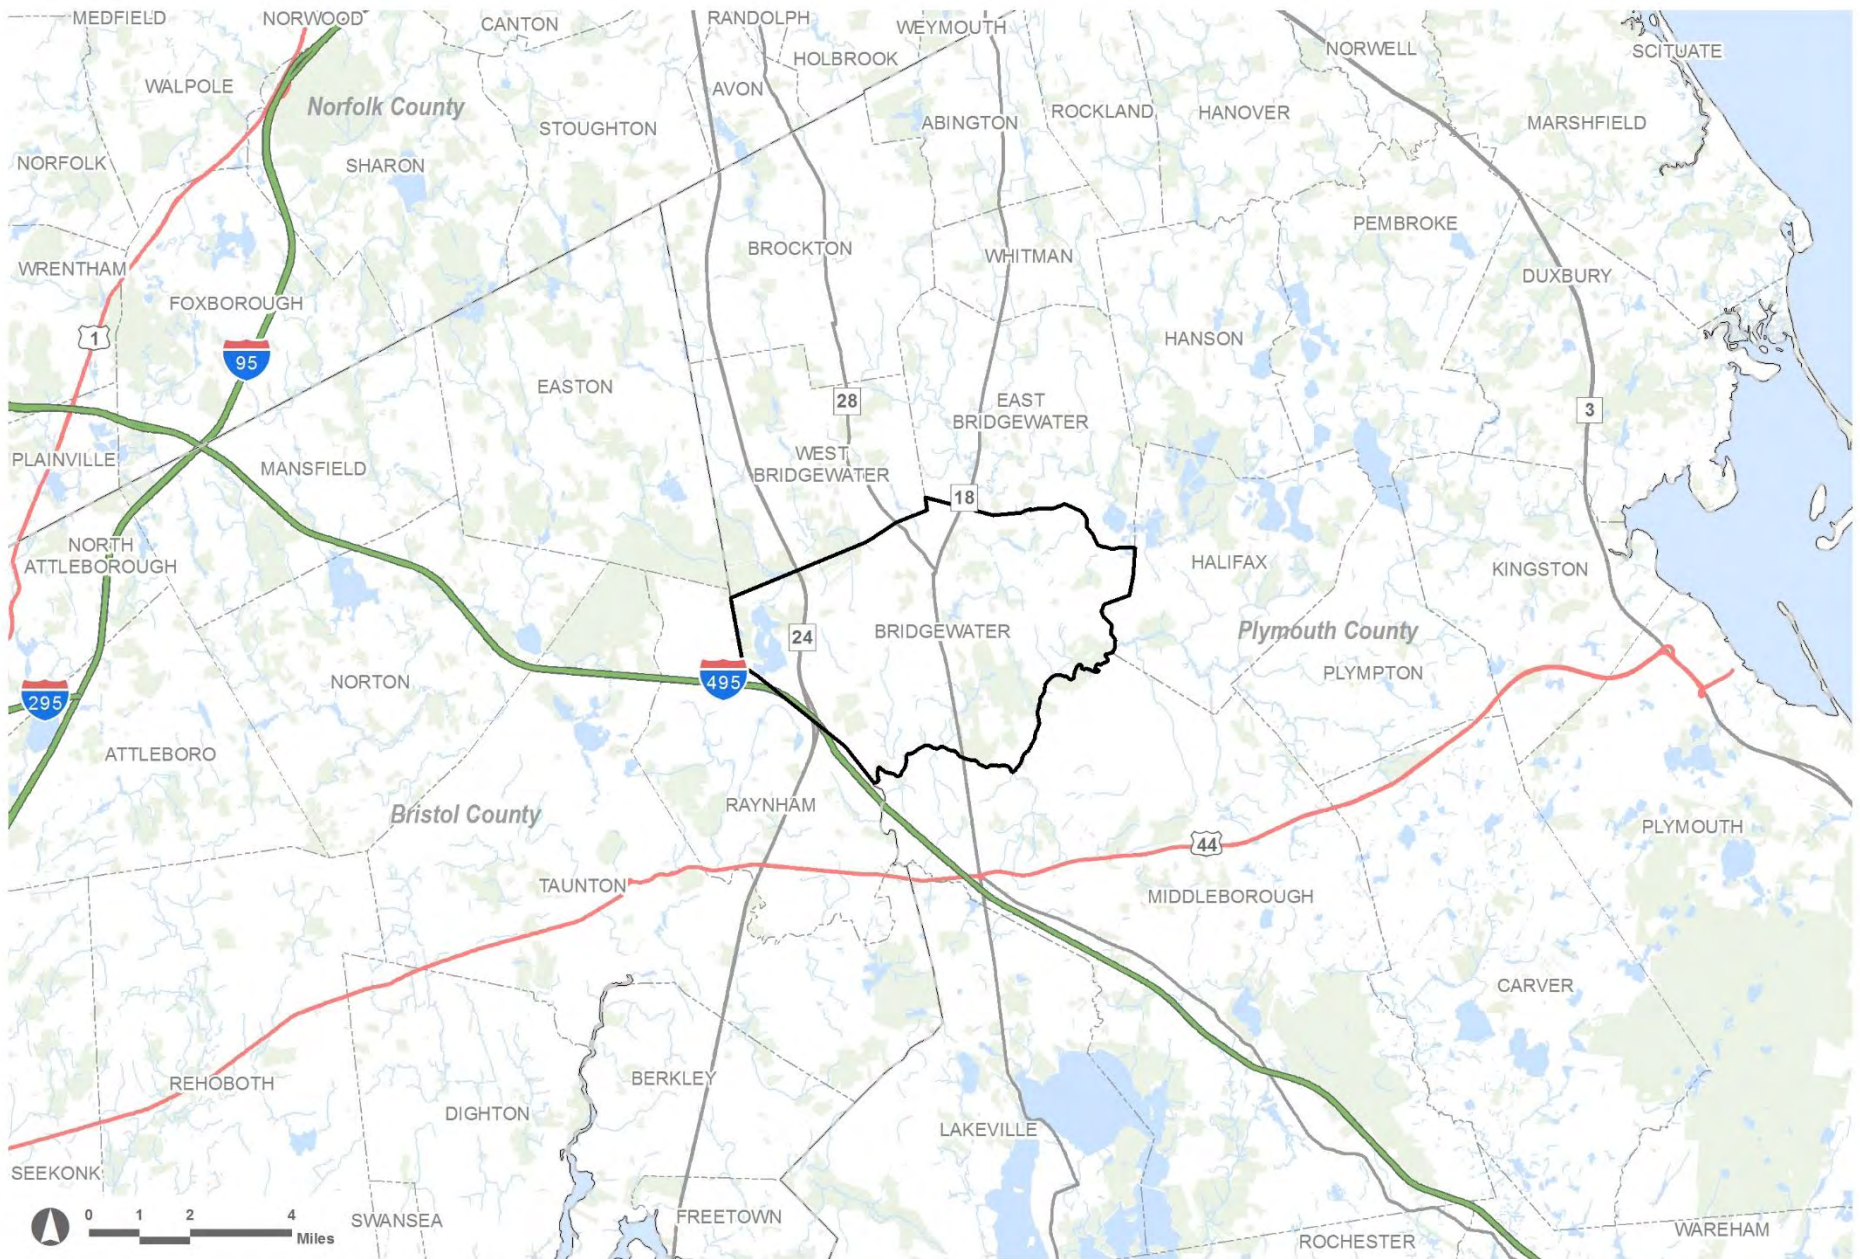 MEDFIELD
NORWOOD
CANTON
RANDOLPH
WEYMOUTH
NORWELL
SCITUATE
HOLBROOK
WALPOLE
AVON
Norfolk County
STOUGHTON
ABINGTON
ROCKLAND
HANOVER
MARSHFIELD
NORFOLK
SHARON
PEMBROKE
WRENTHAM
BROCKTON
WHITMAN
DUXBURY
FOXBOROUGH
1
95
HANSON
EASTON
28
EAST
BRIDGEWATER
3
PLAINVILLE
MANSFIELD
WEST
BRIDGEWATER
18
NORTH
ATTLEBOROUGH
HALIFAX
KINGSTON
24
BRIDGEWATER
Plymouth County
PLYMPTON
495
NORTON
295
ATTLEBORO
Bristol County
RAYNHAM
PLYMOUTH
44
TAUNTON
MIDDLEBOROUGH
CARVER
REHOBOTH
BERKLEY
DIGHTON
LAKEVILLE
SEEKONK
SWANSEA
FREETOWN
ROCHESTER
WAREHAM
0 1 2 4
Miles